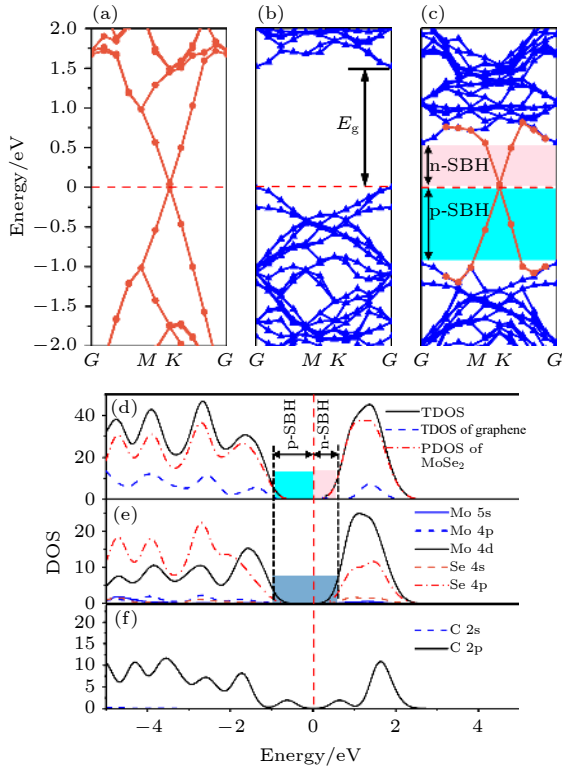 (a) (b) (c)
2.0
1.5
1.0
0.5
0
−0.5
−1.0
−1.5
−2.0
Energy/eV
Eg
n-SBH
p-SBH
G M K G G M K G G M K G
(d)
40
20
0
p-SBH
n-SBH
TDOS
TDOS of graphene
PDOS of
MoSe2
(e)
20
10
0
Mo 5s
Mo 4p
Mo 4d
Se 4s
Se 4p
DOS
(f)
15
10
5
0
C 2s
C 2p
−4 −2 0 2 4
Energy/eV